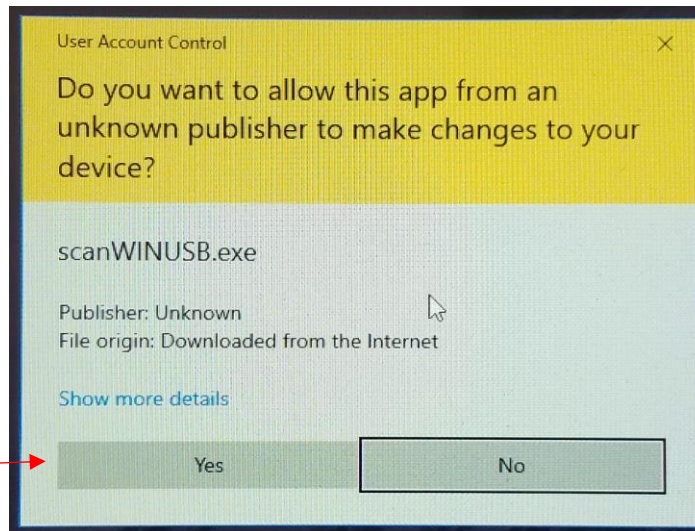 User Account Control
Do you want to allow this app from an
unknown publisher to make changes to your
device?
scanWINUSB.exe
Publisher: Unknown
File origin: Downloaded from the Internet
Show more details
Yes
No